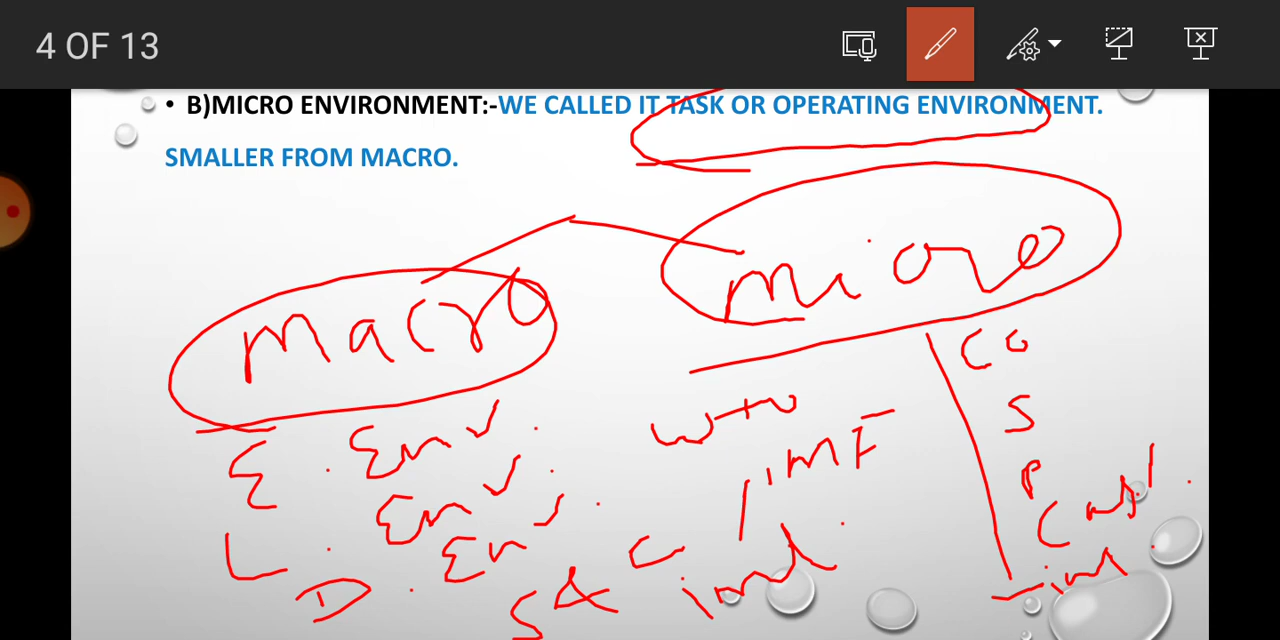 4 OF 13
• B)MICRO ENVIRONMENT:-WE CALLED IT TASK OR OPERATING ENVIRONMENT.
SMALLER FROM MACRO.
Macro
Micro
E. Env.
L. Env.
D. Env.
S & C
WTO
IMF
ind.
Co
S
P
Cust.